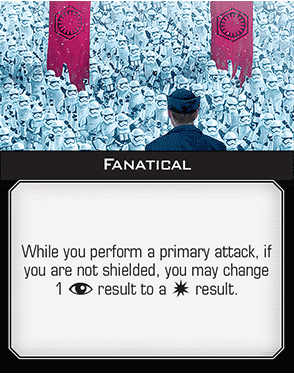 Fanatical
While you perform a primary attack, if
you are not shielded, you may change
1 result to a result.